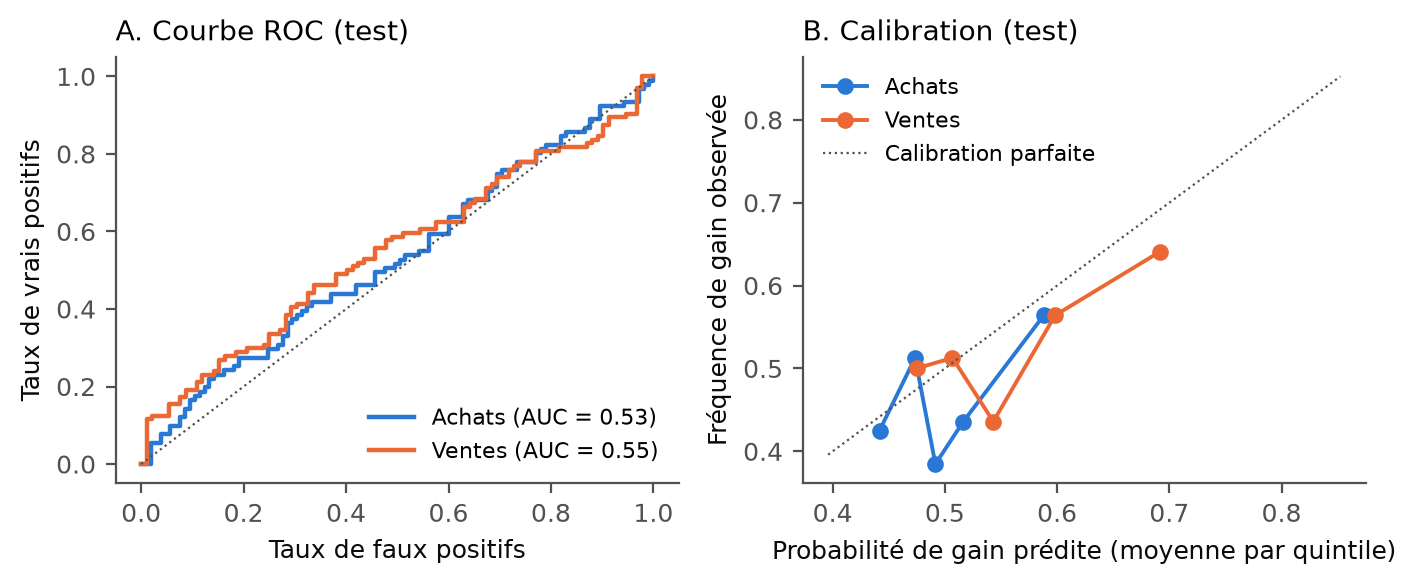 A. Courbe ROC (test)
Taux de vrais positifs
1.0
0.8
0.6
0.4
0.2
0.0
Achats (AUC = 0.53)
Ventes (AUC = 0.55)
0.0 0.2 0.4 0.6 0.8 1.0
Taux de faux positifs
B. Calibration (test)
Fréquence de gain observée
Achats
Ventes
Calibration parfaite
0.8
0.7
0.6
0.5
0.4
0.4 0.5 0.6 0.7 0.8
Probabilité de gain prédite (moyenne par quintile)